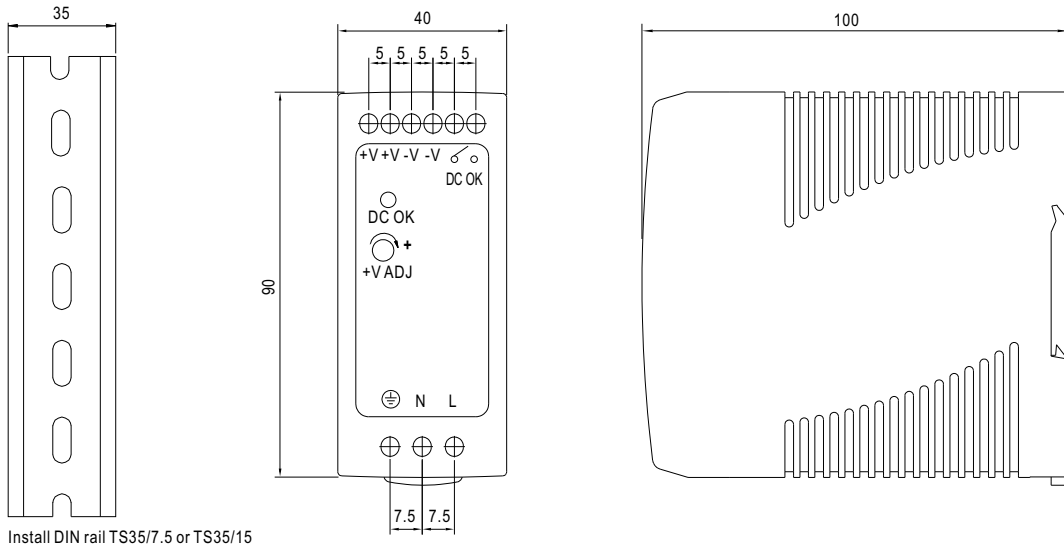 35
40
100
5 5 5 5 5
+V +V -V -V
DC OK
DC OK
+
+V ADJ
90
N L
7.5 7.5
Install DIN rail TS35/7.5 or TS35/15